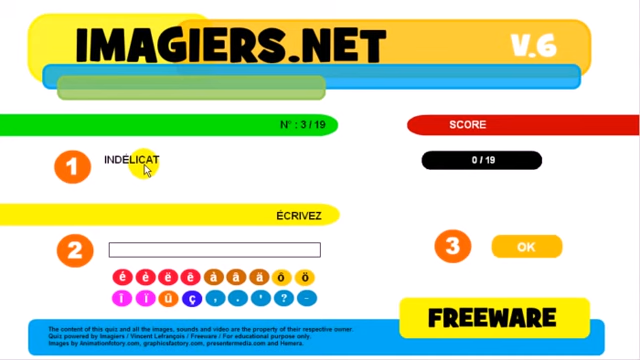 IMAGIERS.NET
V.6
N° : 3 / 19
SCORE
1
INDÉLICAT
0 / 19
ÉCRIVEZ
2
3
OK
FREEWARE
The content of this quiz and all the images, sounds and video are the property of their respective owner.
Quiz powered by Imagiers / Vincent Lefrançois / Freeware / For educational purpose only.
Images by Animationfctory.com, graphicsfactory.com, presentermedia.com and Hemera.